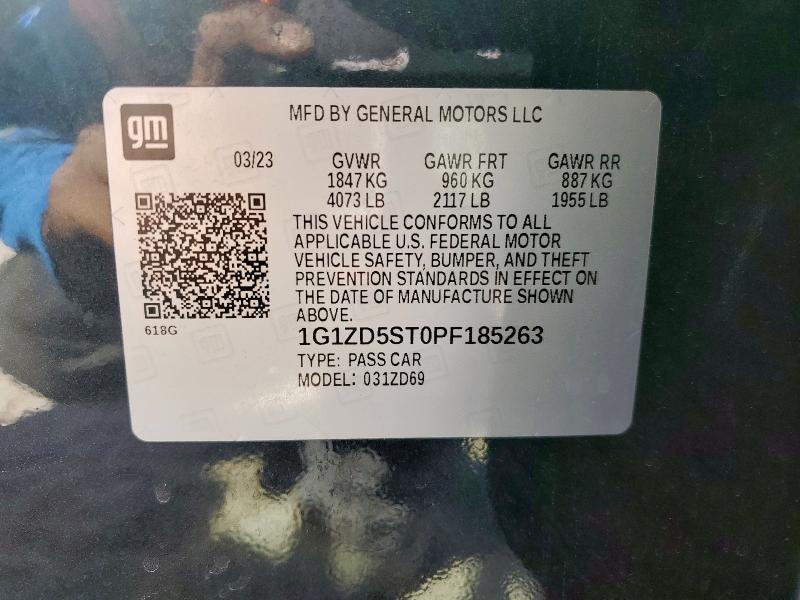 gm
MFD BY GENERAL MOTORS LLC
03/23 GVWR GAWR FRT GAWR RR
1847 KG 960 KG 887 KG
4073 LB 2117 LB 1955 LB
THIS VEHICLE CONFORMS TO ALL
APPLICABLE U.S. FEDERAL MOTOR
VEHICLE SAFETY, BUMPER, AND THEFT
PREVENTION STANDARDS IN EFFECT ON
THE DATE OF MANUFACTURE SHOWN
ABOVE.
618G
1G1ZD5ST0PF185263
TYPE: PASS CAR
MODEL: 031ZD69